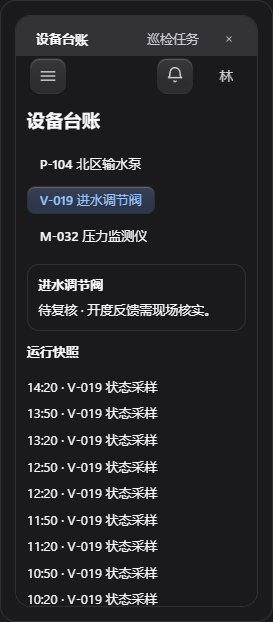 设备台账 巡检任务 ×
林
设备台账
P-104 北区输水泵
V-019 进水调节阀
M-032 压力监测仪
进水调节阀
待复核 · 开度反馈需现场核实。
运行快照
14:20 · V-019 状态采样
13:50 · V-019 状态采样
13:20 · V-019 状态采样
12:50 · V-019 状态采样
12:20 · V-019 状态采样
11:50 · V-019 状态采样
11:20 · V-019 状态采样
10:50 · V-019 状态采样
10:20 · V-019 状态采样